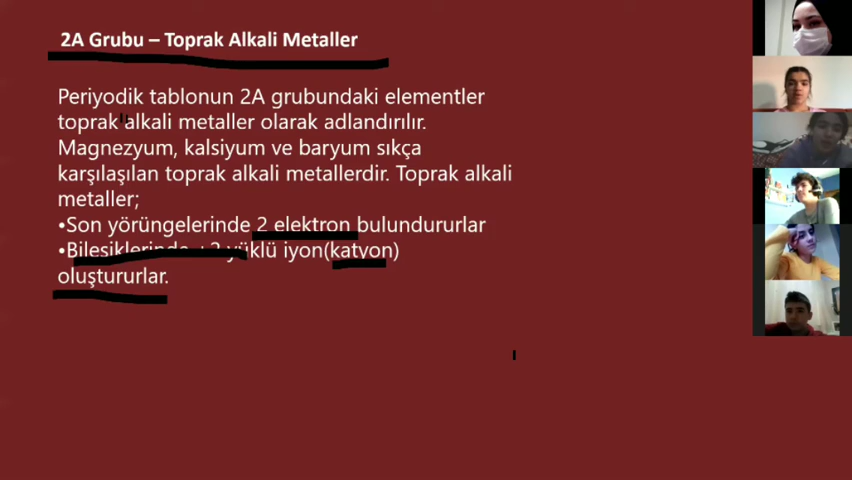 2A Grubu – Toprak Alkali Metaller
Periyodik tablonun 2A grubundaki elementler
toprak alkali metaller olarak adlandırılır.
Magnezyum, kalsiyum ve baryum sıkça
karşılaşılan toprak alkali metallerdir. Toprak alkali
metaller;
•Son yörüngelerinde 2 elektron bulundururlar
•Bileşiklerinde +2 yüklü iyon(katyon)
oluştururlar.